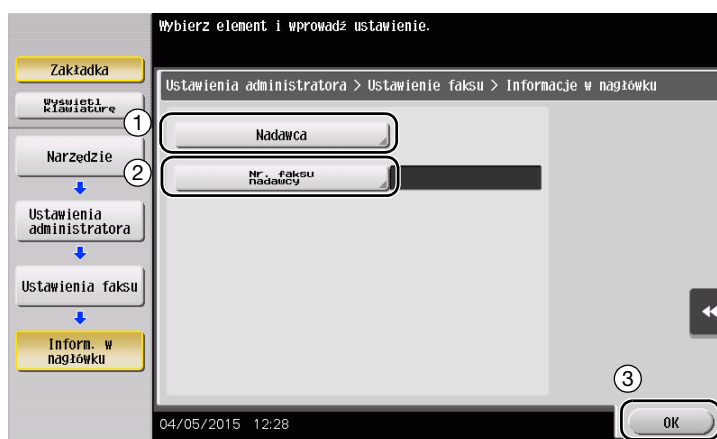 Wybierz element i wprowadź ustawienie.
Zakładka
Ustawienia administratora > Ustawienie faksu > Informacje w nagłówku
Wyświetl
klawiaturę
1
Nadawca
Narzędzie
2
Nr. faksu
nadawcy
Ustawienia
administratora
Ustawienia faksu
Inform. w
nagłówku
3
04/05/2015 12:28
OK